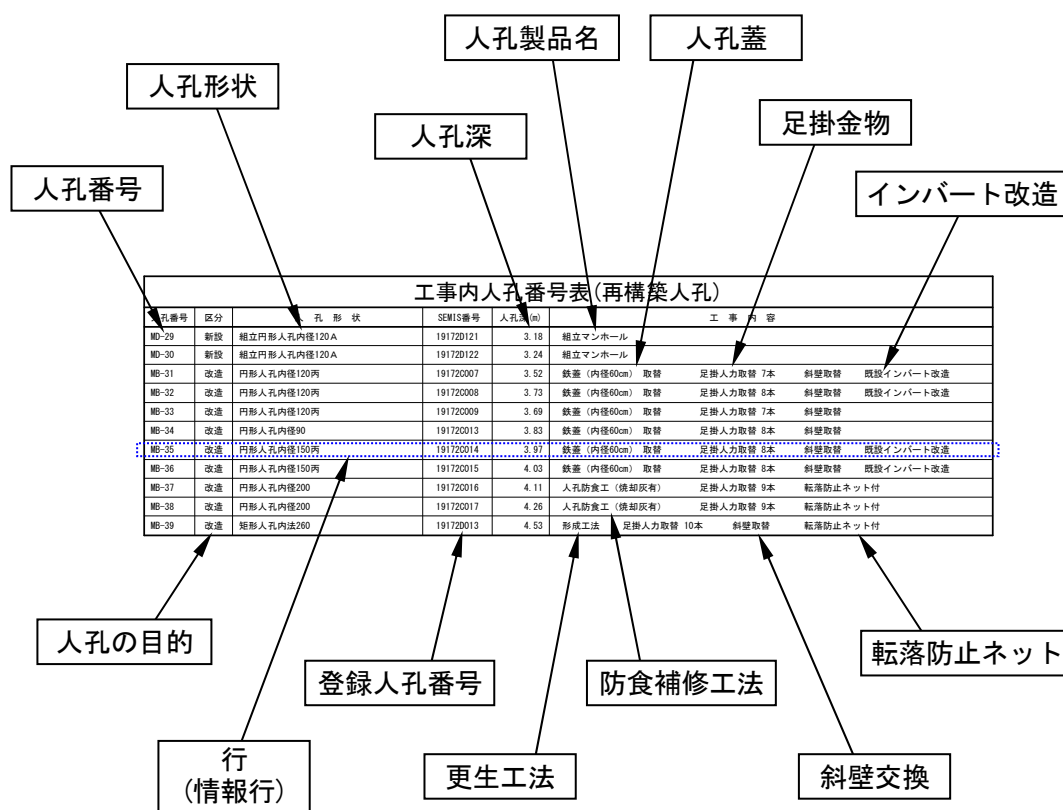 人孔製品名
人孔蓋
人孔形状
人孔深
足掛金物
人孔番号
インバート改造
工事内人孔番号表(再構築人孔)
人孔番号 区分 人 孔 形 状 SEMIS番号 人孔深(m) 工 事 内 容
MD-29 新設 組立円形人孔内径120A 19172D121 3.18 組立マンホール
MD-30 新設 組立円形人孔内径120A 19172D122 3.24 組立マンホール
MB-31 改造 円形人孔内径120丙 19172C007 3.52 鉄蓋(内径60cm) 取替 足掛人力取替 7本 斜壁取替 既設インバート改造
MB-32 改造 円形人孔内径120丙 19172C008 3.73 鉄蓋(内径60cm) 取替 足掛人力取替 8本 斜壁取替 既設インバート改造
MB-33 改造 円形人孔内径120丙 19172C009 3.69 鉄蓋(内径60cm) 取替 足掛人力取替 7本 斜壁取替
MB-34 改造 円形人孔内径90 19172C013 3.83 鉄蓋(内径60cm) 取替 足掛人力取替 8本 斜壁取替
MB-35 改造 円形人孔内径150丙 19172C014 3.97 鉄蓋(内径60cm) 取替 足掛人力取替 8本 斜壁取替 既設インバート改造
MB-36 改造 円形人孔内径150丙 19172C015 4.03 鉄蓋(内径60cm) 取替 足掛人力取替 8本 斜壁取替 既設インバート改造
MB-37 改造 円形人孔内径200 19172C016 4.11 人孔防食工(焼却灰有) 足掛人力取替 9本 転落防止ネット付
MB-38 改造 円形人孔内径200 19172C017 4.26 人孔防食工(焼却灰有) 足掛人力取替 9本 転落防止ネット付
MB-39 改造 矩形人孔内法260 19172D013 4.53 形成工法 足掛人力取替 10本 斜壁取替 転落防止ネット付
人孔の目的
登録人孔番号
防食補修工法
転落防止ネット
行
(情報行)
更生工法
斜壁交換